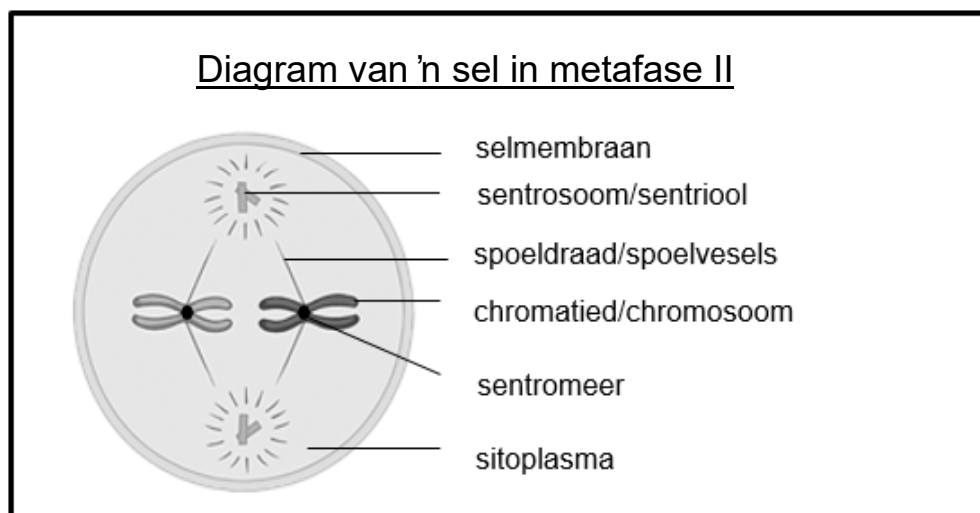 Diagram van 'n sel in metafase II
selmembraan
sentrosoom/sentriool
spoeldraad/spoelvesels
chromatied/chromosoom
sentromeer
sitoplasma